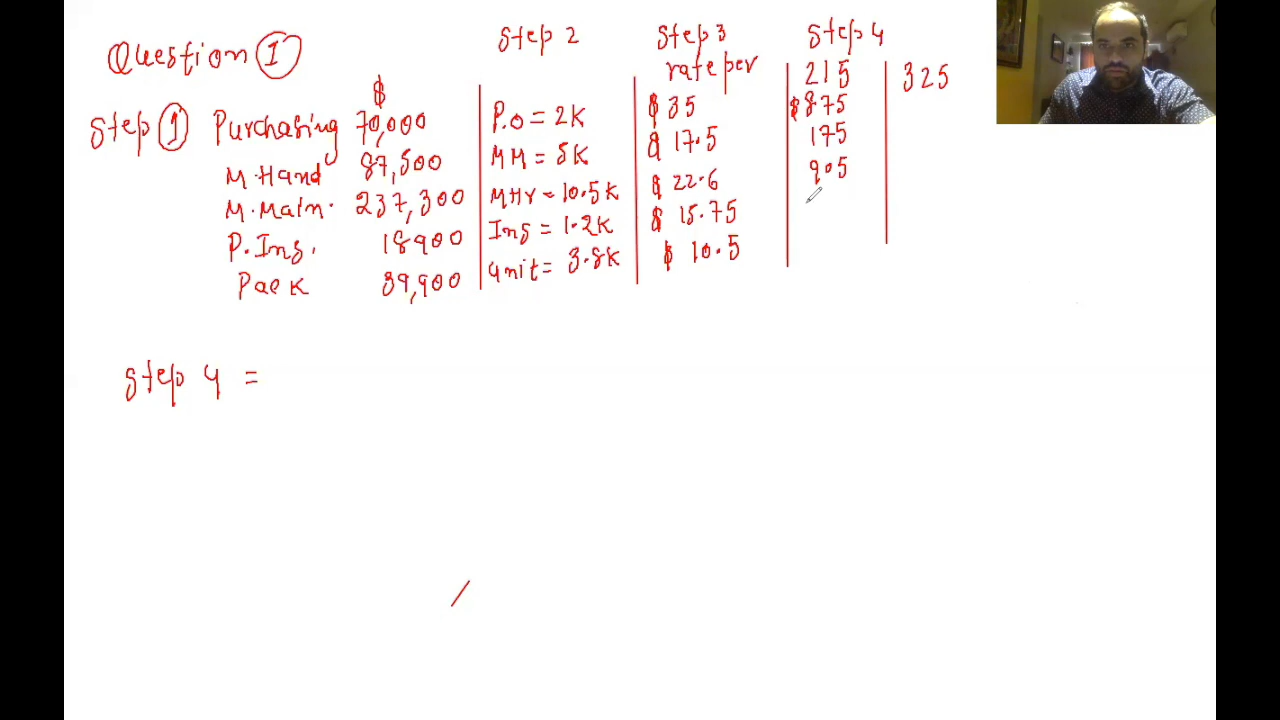 Question 1
Step 2
Step 3
rate per
Step 4
215
325
Step 1
$
Purchasing 70,000
P.O = 2K
$ 35
$ 875
M.Hand 87,500
MM = 5K
$ 17.5
175
M.Main. 237,300
MHr = 10.5K
$ 22.6
905
P.Ins. 18900
Ins = 1.2K
$ 15.75
Pack 39,900
Unit = 3.8K
$ 10.5
Step 4 =